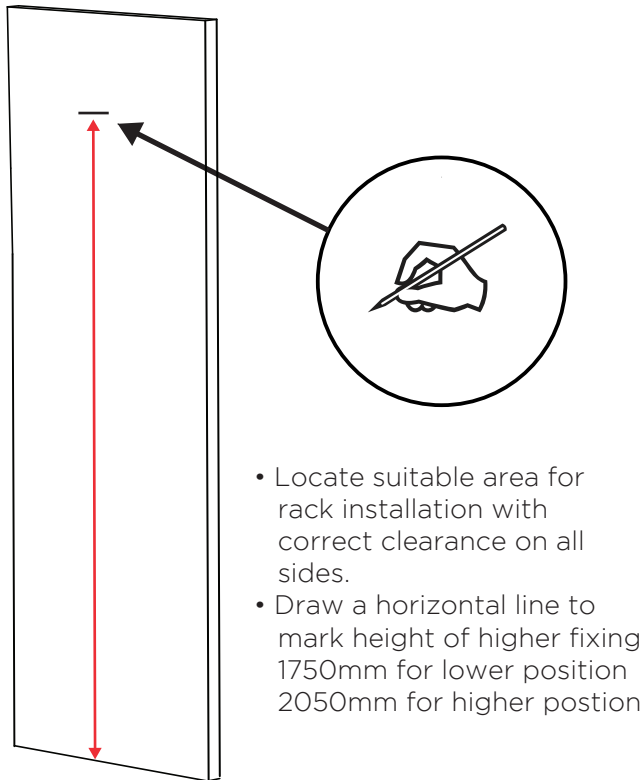 • Locate suitable area for
rack installation with
correct clearance on all
sides.
• Draw a horizontal line to
mark height of higher fixing
1750mm for lower position
2050mm for higher postion